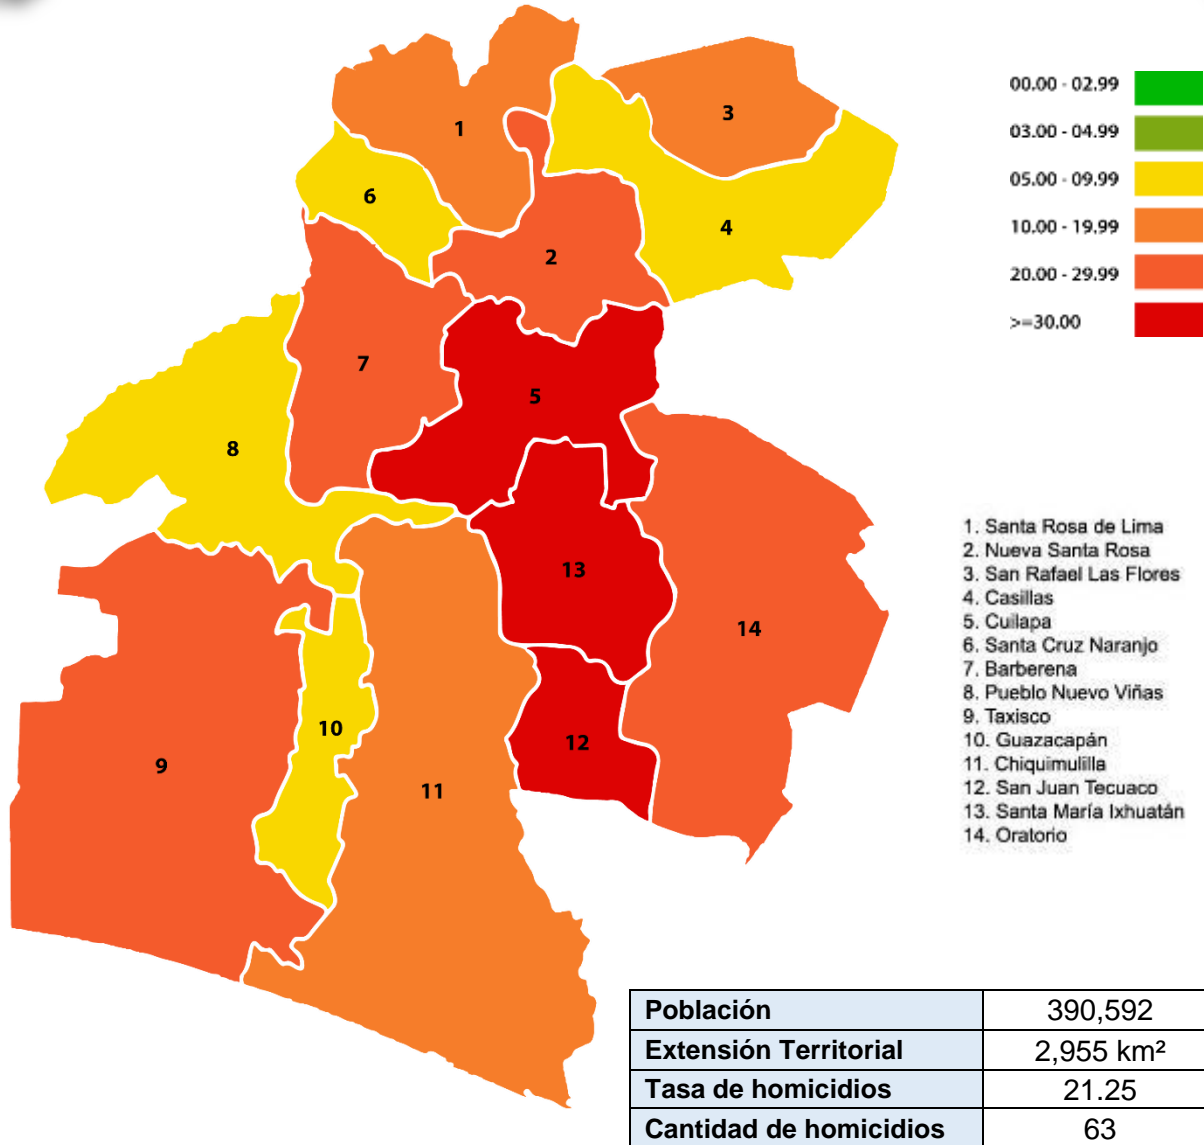 00.00 - 02.99
03.00 - 04.99
05.00 - 09.99
10.00 - 19.99
20.00 - 29.99
>=30.00
1
3
6
4
2
7
5
8
13
14
10
12
9
11
1. Santa Rosa de Lima
2. Nueva Santa Rosa
3. San Rafael Las Flores
4. Casillas
5. Cuilapa
6. Santa Cruz Naranjo
7. Barberena
8. Pueblo Nuevo Viñas
9. Taxisco
10. Guazacapán
11. Chiquimulilla
12. San Juan Tecuaco
13. Santa María Ixhuatán
14. Oratorio
Población 390,592
Extensión Territorial 2,955 km²
Tasa de homicidios 21.25
Cantidad de homicidios 63